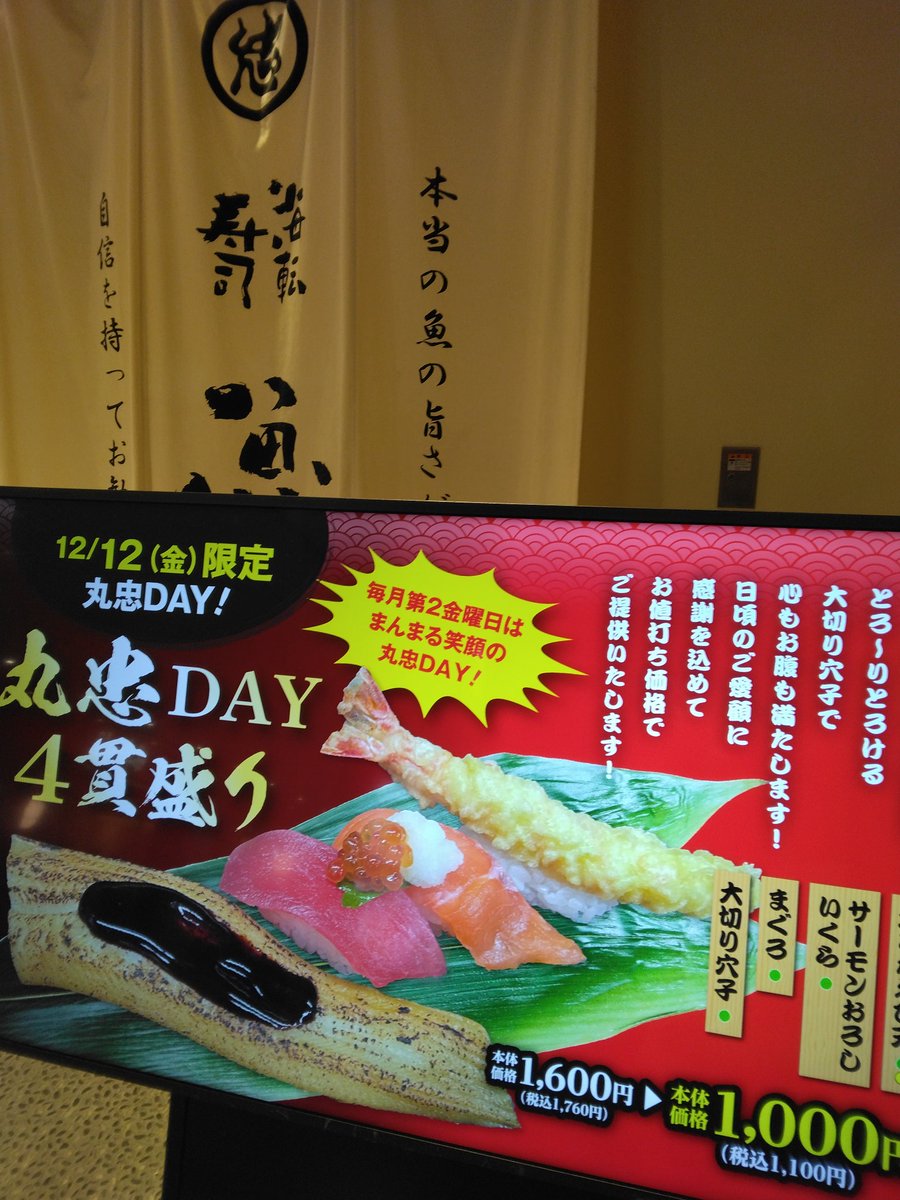 忠
海転
寿司
本当の魚の旨さ
自信を持ってお
12/12(金)限定
丸忠DAY!
丸忠DAY
4貫盛り
毎月第2金曜日は
まんまる笑顔の
丸忠DAY!
とろ〜りとろける
大切り穴子で
心もお腹も満たします!
日頃のご愛顧に
感謝を込めて
お値打ち価格で
ご提供いたします!
サーモンおろし
いくら
まぐろ
大切り穴子
本体
価格1,600円
(税込1,760円)
本体
価格1,000円
(税込1,100円)